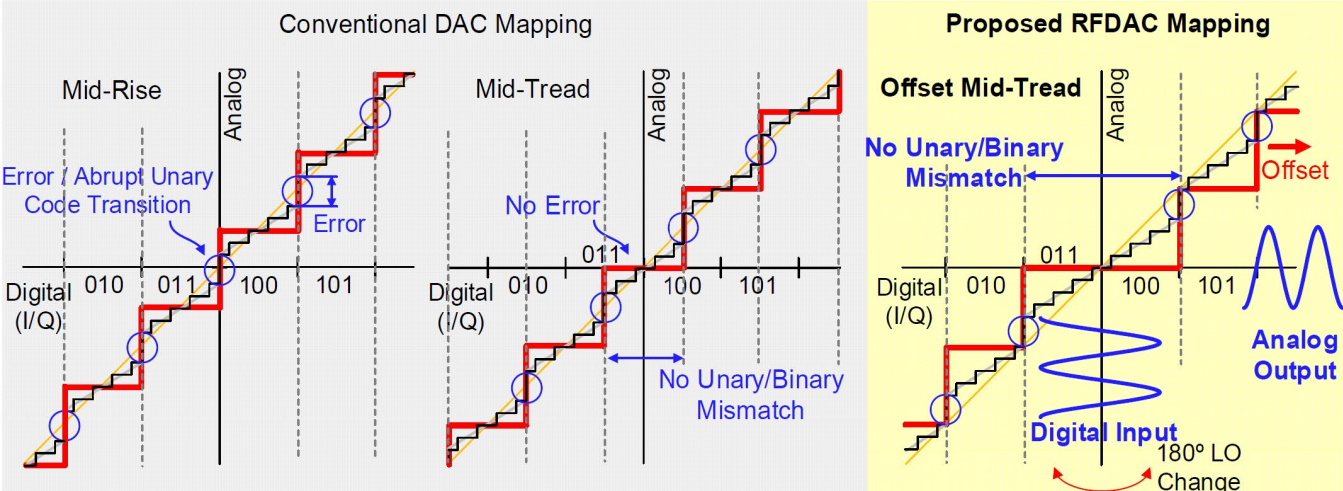 Conventional DAC Mapping
Mid-Rise
Analog
Error / Abrupt Unary
Code Transition
Error
Digital
(I/Q)
010
011
100
101
Mid-Tread
Analog
No Error
011
Digital
(I/Q)
010
100
101
No Unary/Binary
Mismatch
Proposed RFDAC Mapping
Offset Mid-Tread
Analog
No Unary/Binary
Mismatch
Offset
011
Digital
(I/Q)
010
100
101
Analog
Output
Digital Input
180º LO
Change